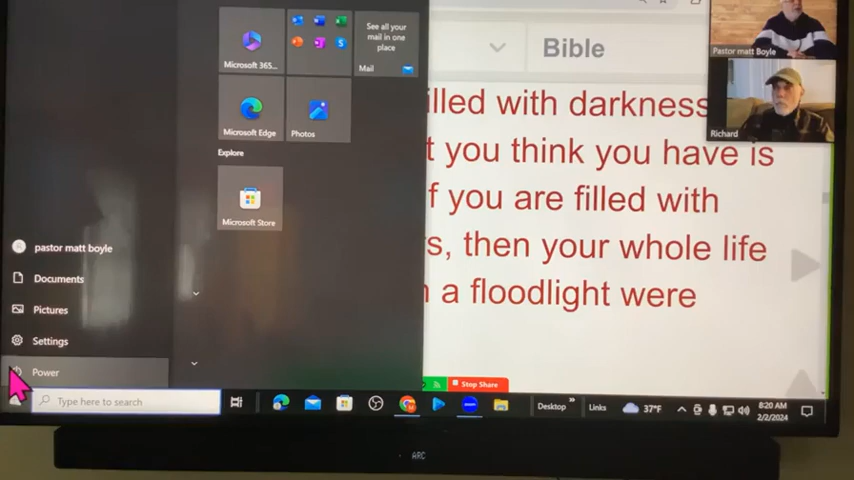 Microsoft 365...
See all your
mail in one
place
Mail
Microsoft Edge
Photos
Explore
Microsoft Store
pastor matt boyle
Documents
Pictures
Settings
Power
Type here to search
Bible
illed with darkness
t you think you have is
f you are filled with
s, then your whole life
a floodlight were
Pastor matt Boyle
Richard
Stop Share
Desktop
Links
37°F
8:20 AM
2/2/2024
ARC